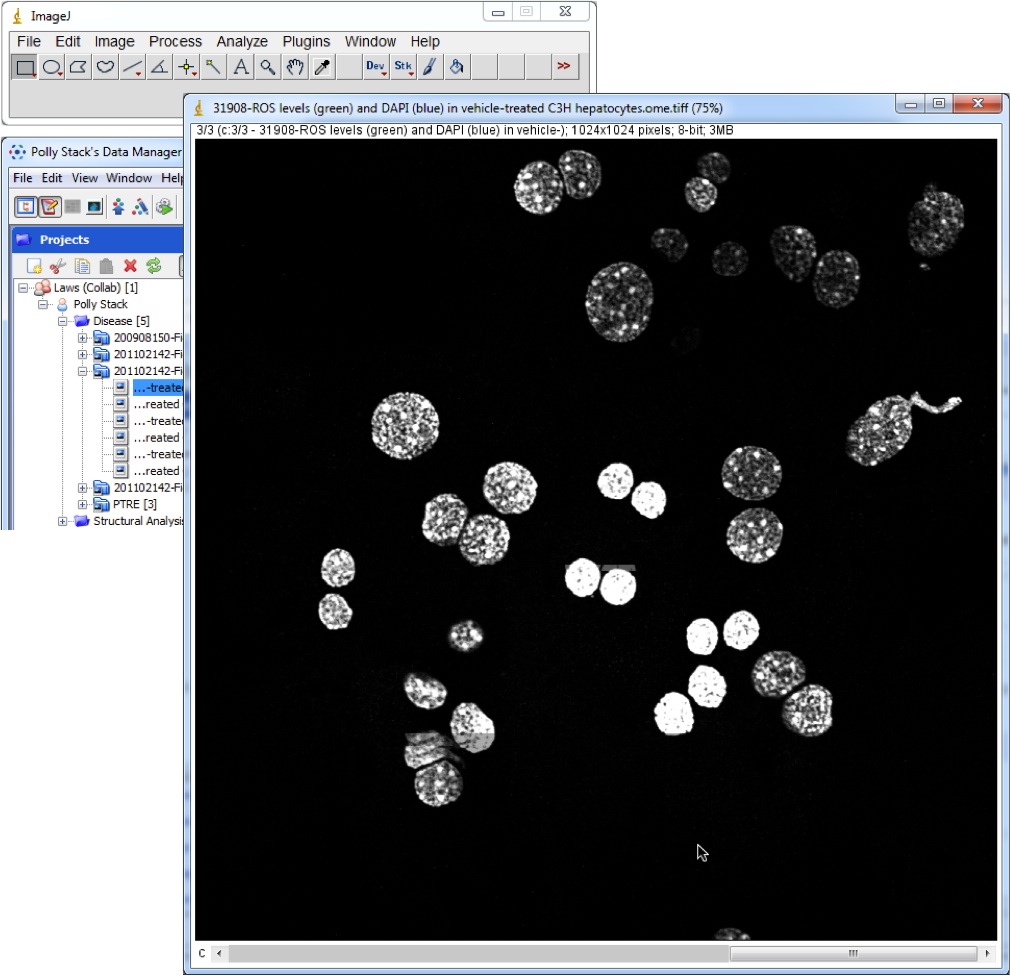 ImageJ
File Edit Image Process Analyze Plugins Window Help
Dev Stk >>
31908-ROS levels (green) and DAPI (blue) in vehicle-treated C3H hepatocytes.ome.tiff (75%)
3/3 (c:3/3 - 31908-ROS levels (green) and DAPI (blue) in vehicle-); 1024x1024 pixels; 8-bit; 3MB
Polly Stack's Data Manager
File Edit View Window Help
Projects
Laws (Collab) [1]
Polly Stack
Disease [5]
200908150-Fi
201102142-Fi
201102142-Fi
...-treate
...reated
...-treate
...reated
...-treate
...reated
201102142-Fi
PTRE [3]
Structural Analysis
C